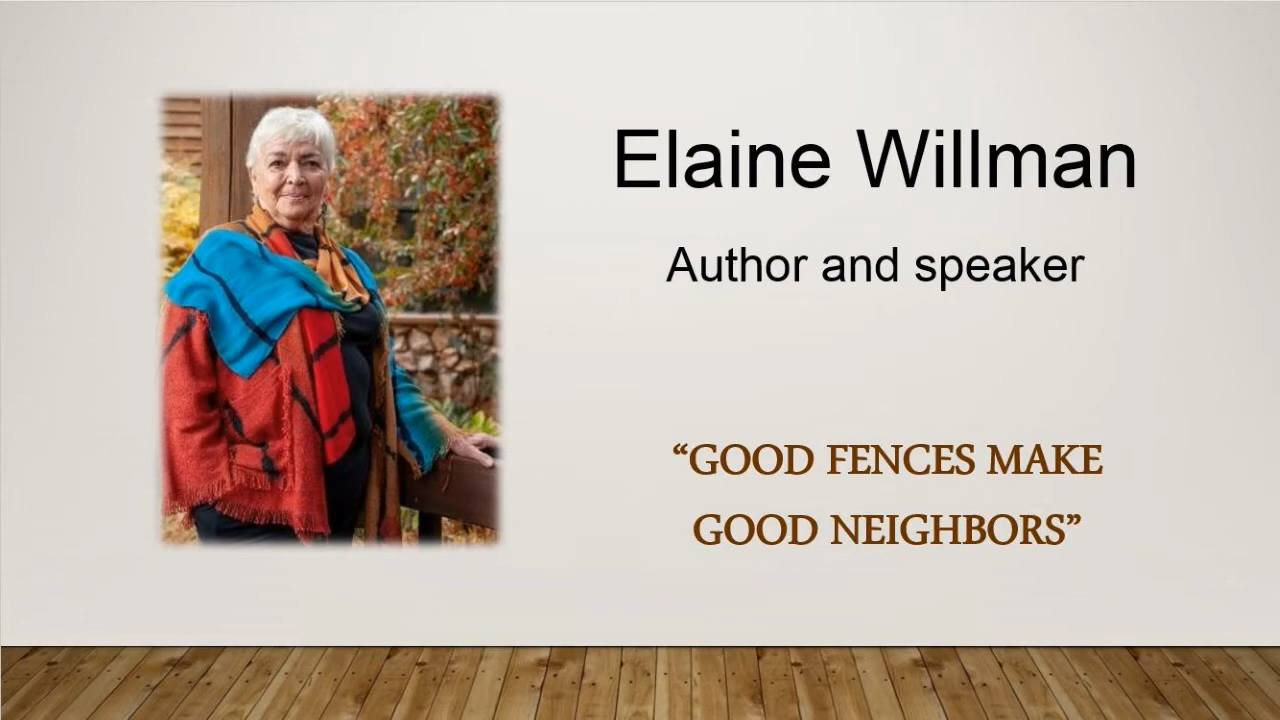 Elaine Willman
Author and speaker
“GOOD FENCES MAKE
GOOD NEIGHBORS”